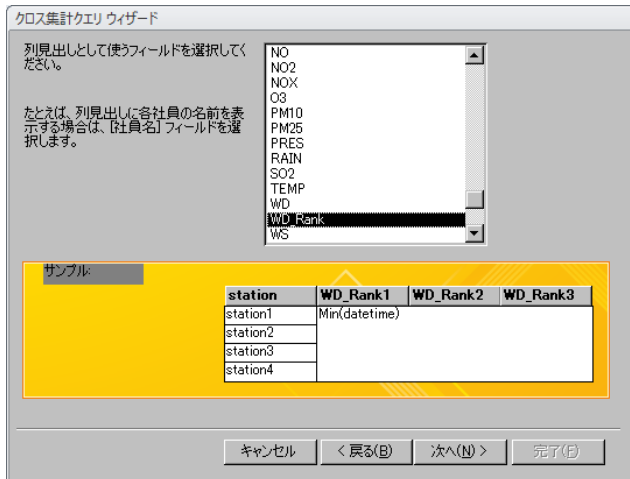 クロス集計クエリ ウィザード
列見出しとして使うフィールドを選択してく
ださい。
たとえば、列見出しに各社員の名前を表
示する場合は、[社員名] フィールドを選
択します。
NO
NO2
NOX
O3
PM10
PM25
PRES
RAIN
SO2
TEMP
WD
WD_Rank
WS
サンプル:
station WD_Rank1 WD_Rank2 WD_Rank3
station1 Min(datetime)
station2
station3
station4
キャンセル < 戻る(B) 次へ(N) > 完了(F)